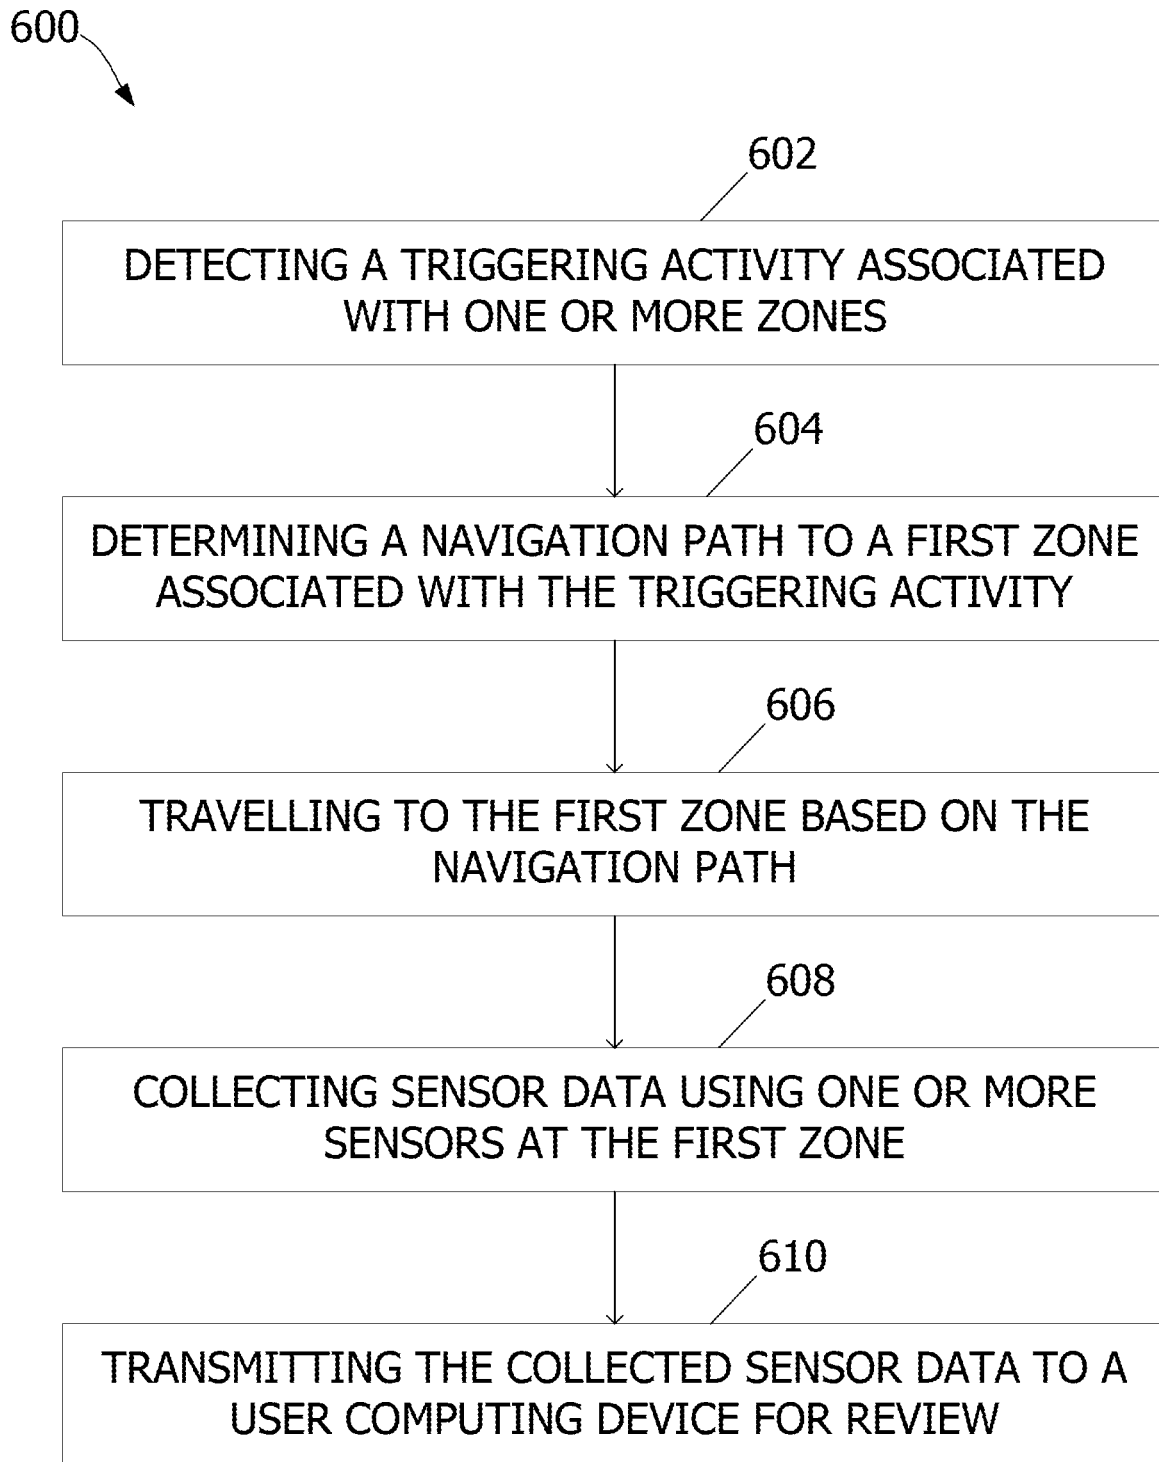 600
602
DETECTING A TRIGGERING ACTIVITY ASSOCIATED
WITH ONE OR MORE ZONES
604
DETERMINING A NAVIGATION PATH TO A FIRST ZONE
ASSOCIATED WITH THE TRIGGERING ACTIVITY
606
TRAVELLING TO THE FIRST ZONE BASED ON THE
NAVIGATION PATH
608
COLLECTING SENSOR DATA USING ONE OR MORE
SENSORS AT THE FIRST ZONE
610
TRANSMITTING THE COLLECTED SENSOR DATA TO A
USER COMPUTING DEVICE FOR REVIEW